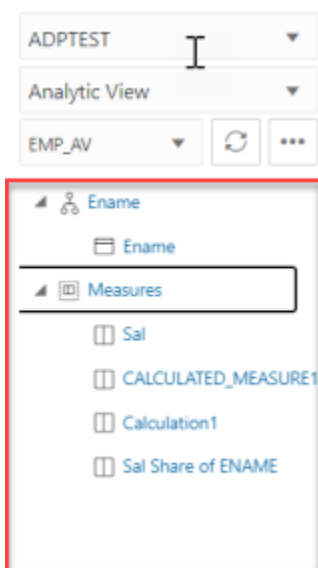 ADPTEST
Analytic View
EMP_AV
Ename
Ename
Measures
Sal
CALCULATED_MEASURE1
Calculation1
Sal Share of ENAME